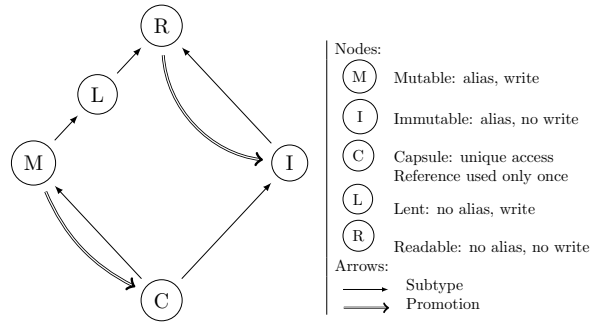 R
L
M
I
C
Nodes:
M Mutable: alias, write
I Immutable: alias, no write
C Capsule: unique access
Reference used only once
L Lent: no alias, write
R Readable: no alias, no write
Arrows:
Subtype
Promotion